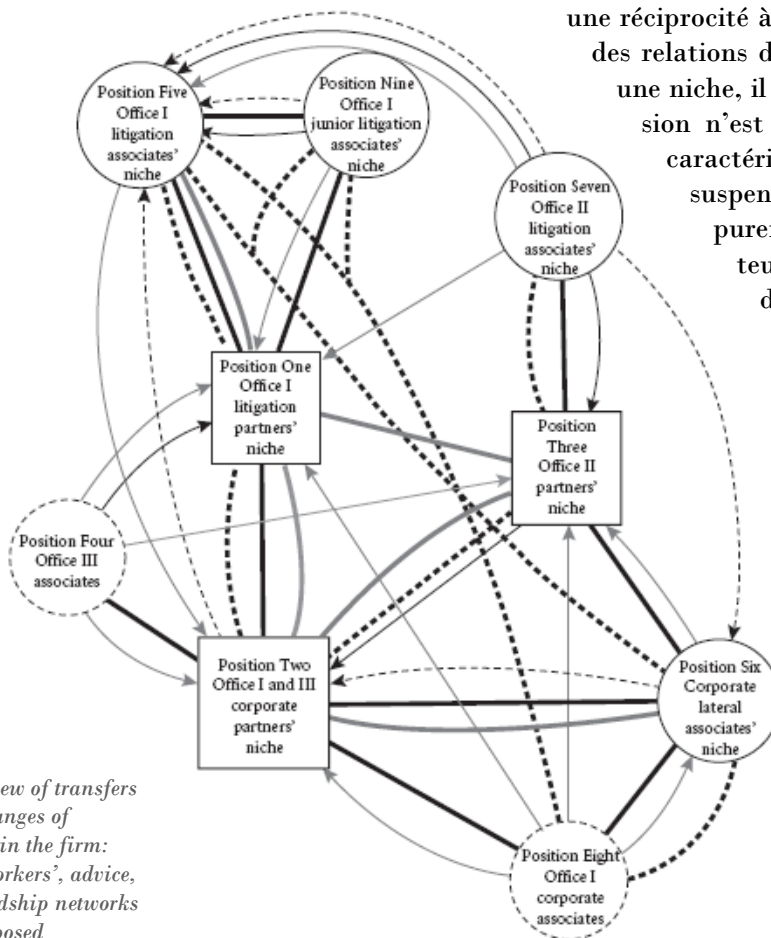 une réciprocité à
des relations d
une niche, il
sion n'est
caractéri
suspen
purer
teu
d
Position Five
Office I
litigation
associates'
niche
Position Nine
Office I
junior litigation
associates'
niche
Position Seven
Office II
litigation
associates'
niche
Position One
Office I
litigation
partners'
niche
Position
Three
Office II
partners'
niche
Position Four
Office III
associates
Position Two
Office I and III
corporate
partners'
niche
Position Six
Corporate
lateral
associates'
niche
Position Eight
Office I
corporate
associates
ew of transfers
anges of
in the firm:
orkers', advice,
dship networks
posed